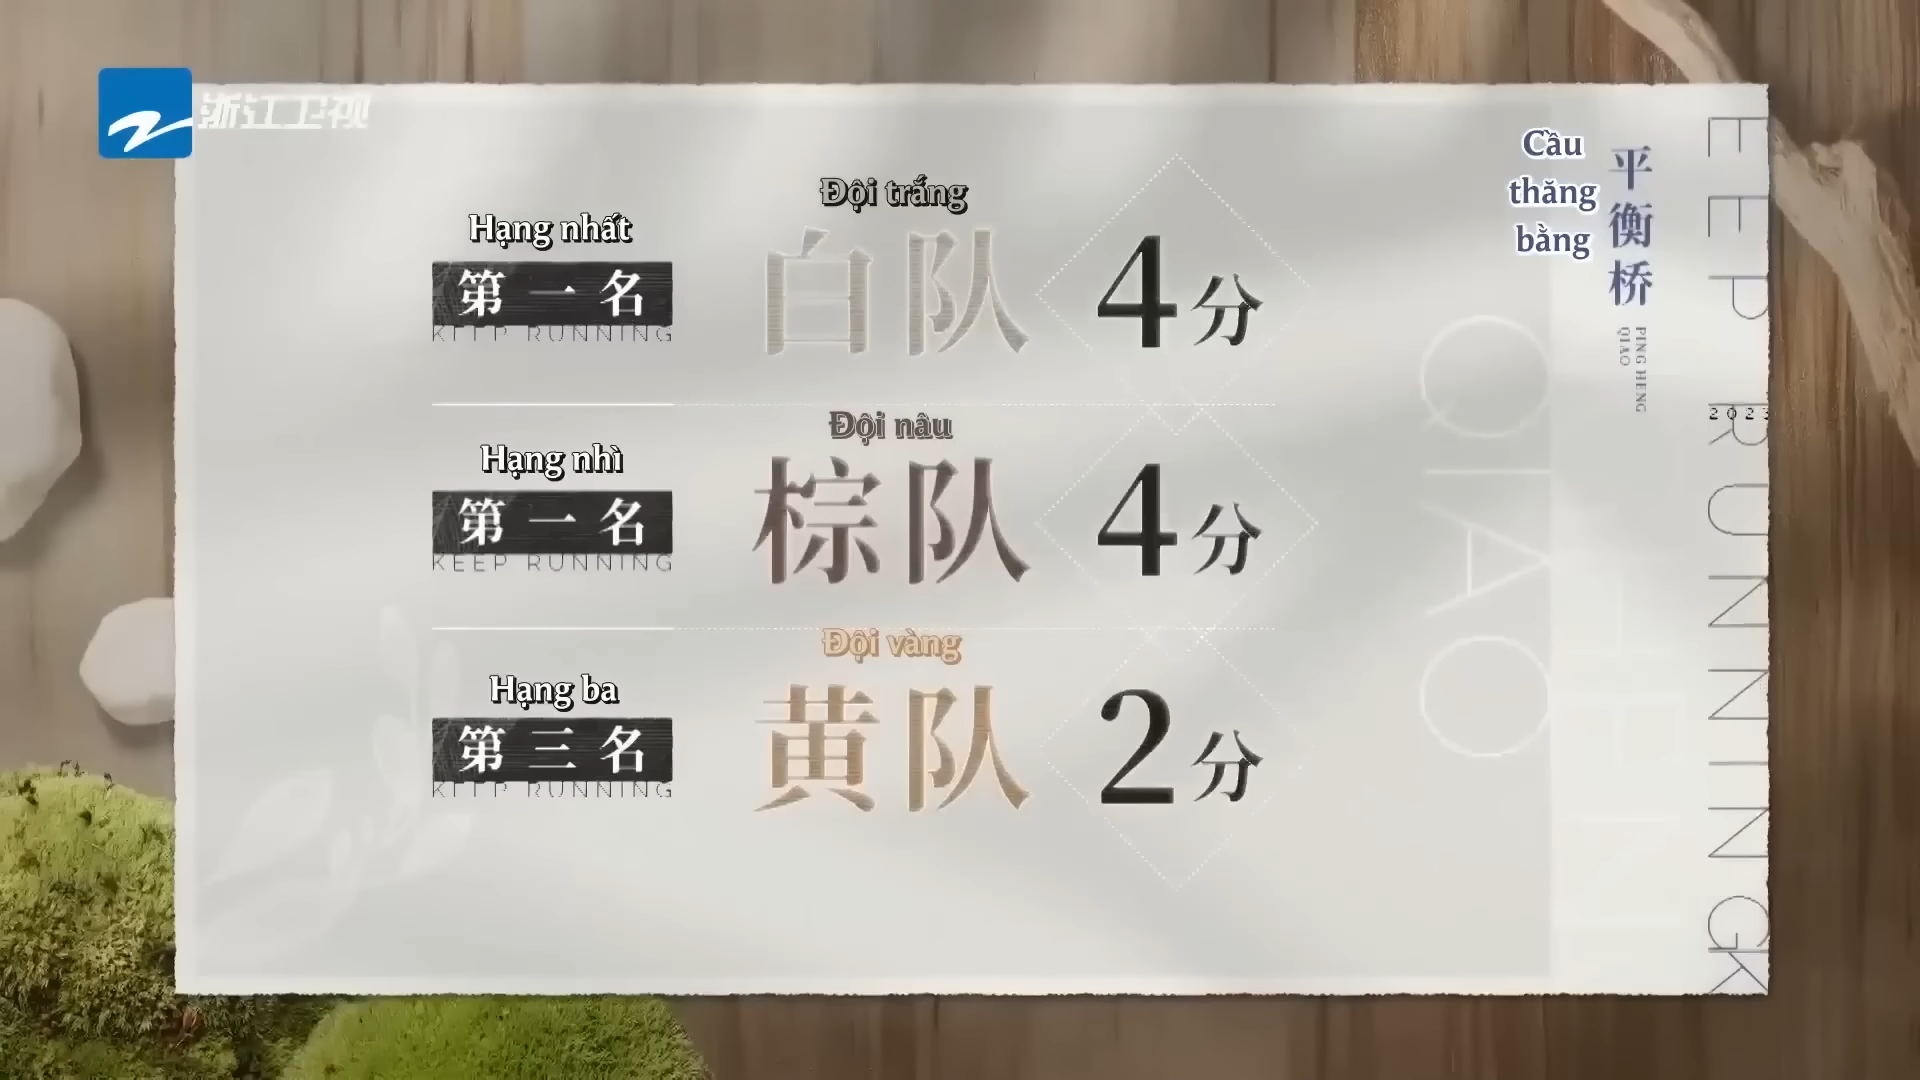 浙江卫视
Cầu
thăng
bằng
平衡桥
PING HENG
QIAO
Hạng nhất
第一名
KEEP RUNNING
Đội trắng
白队
4分
Hạng nhì
第一名
KEEP RUNNING
Đội nâu
棕队
4分
Hạng ba
第三名
KEEP RUNNING
Đội vàng
黄队
2分
QIAO
EEP RUNNINGK
2023